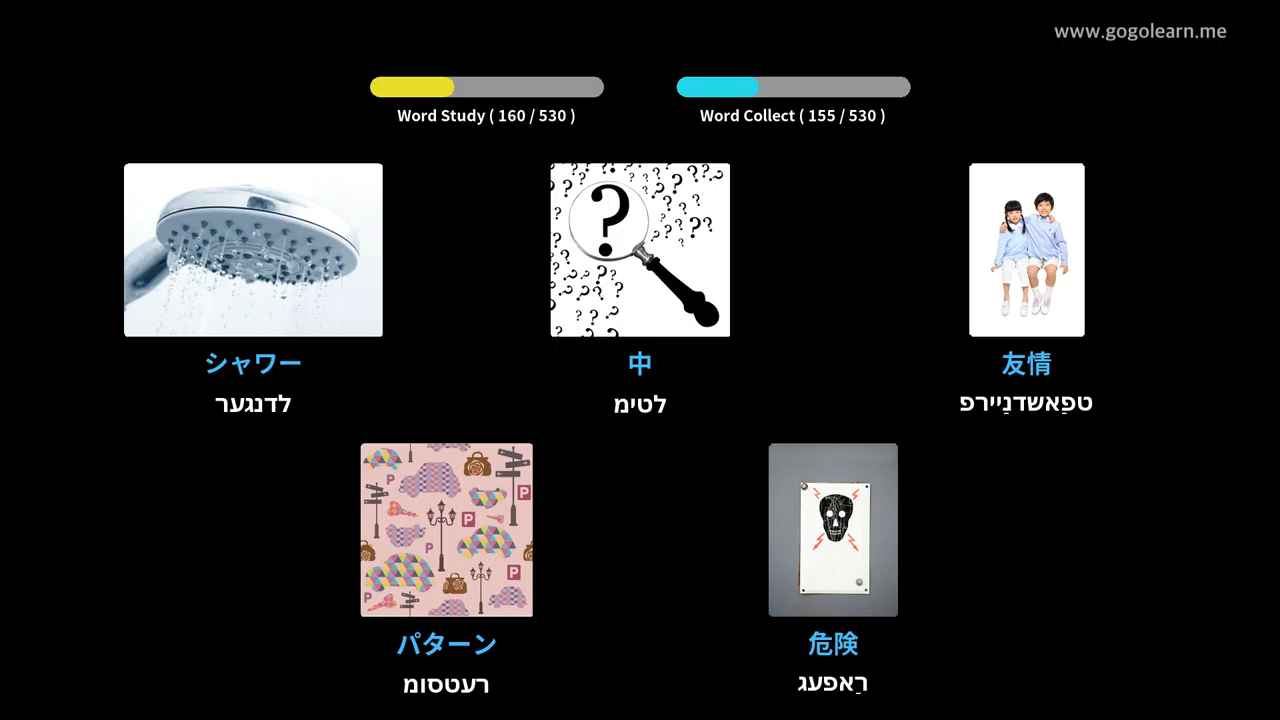 www.gogolearn.me
Word Study ( 160 / 530 )
Word Collect ( 155 / 530 )
シャワー
לדנגער
中
לטימ
友情
טפַאשדנַיירפ
パターン
רעטסומ
危険
רַאפעג